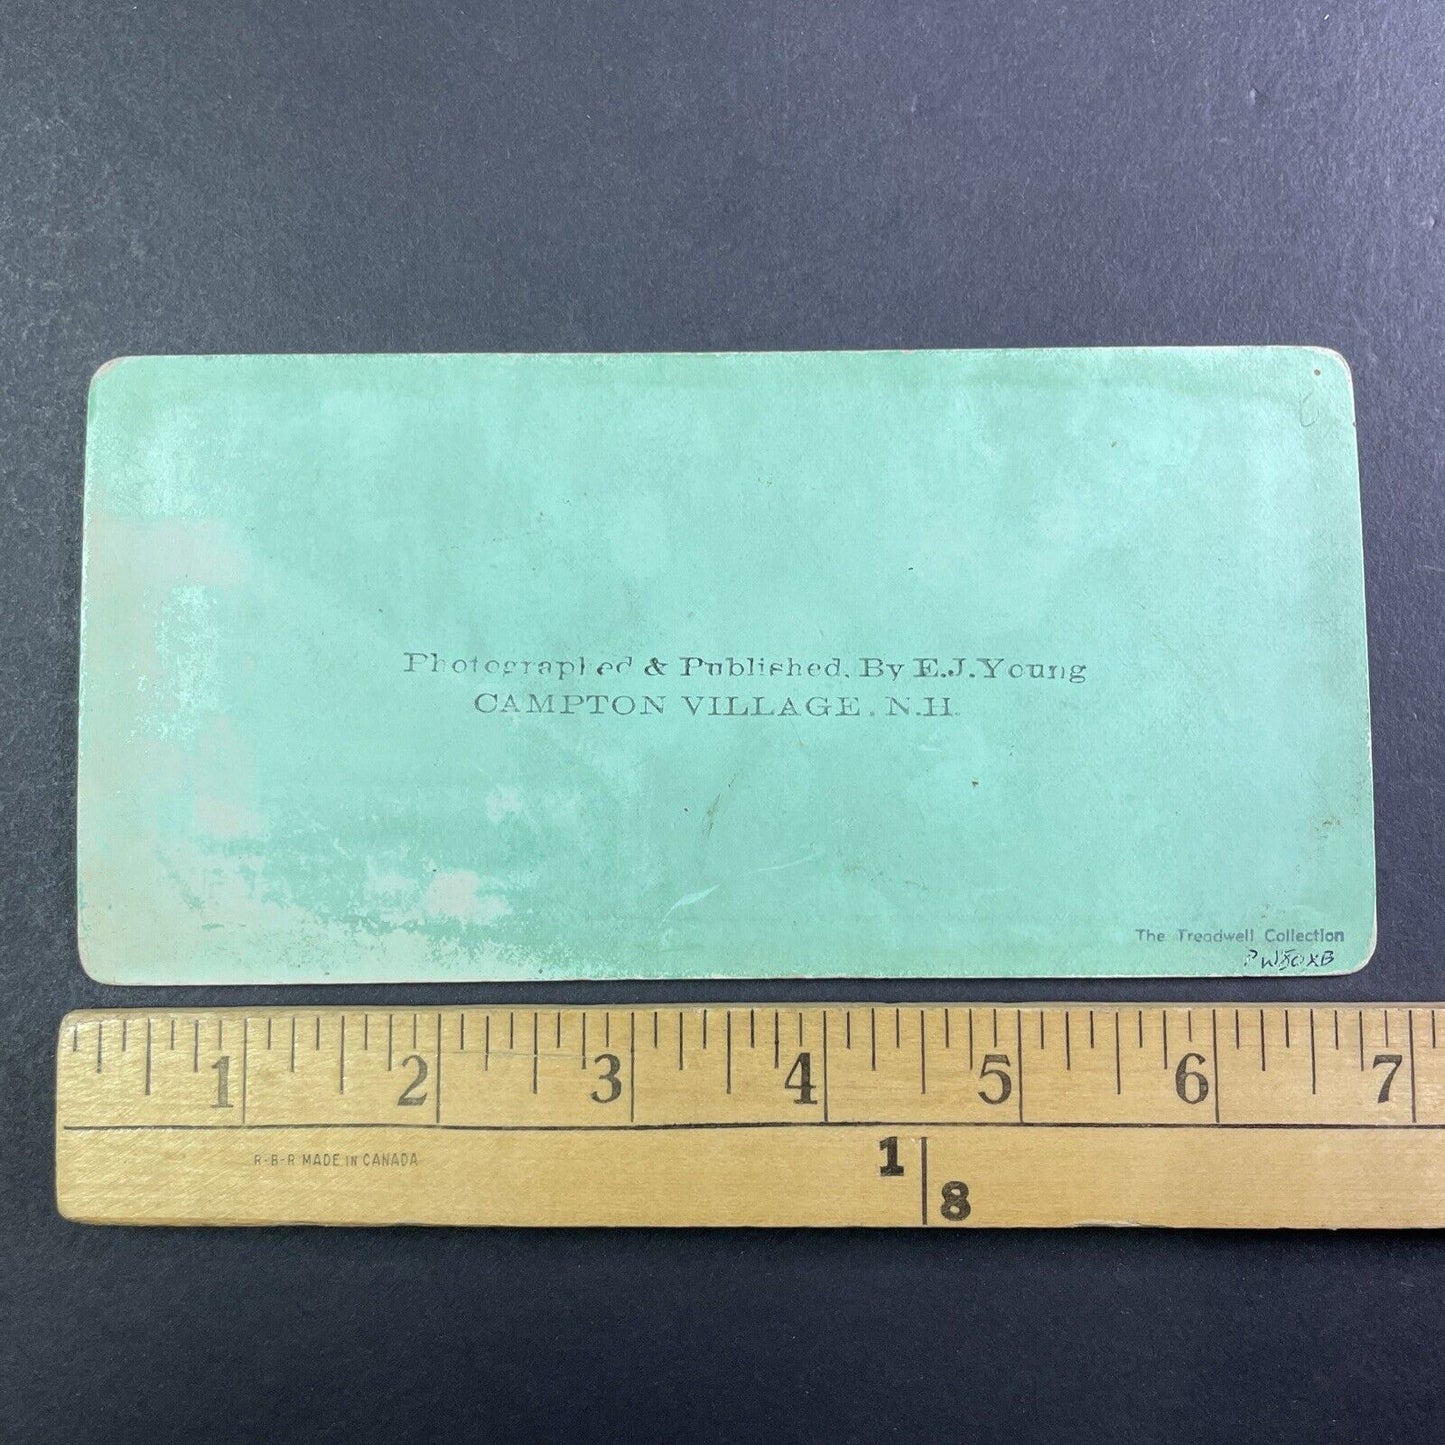 Photographed & Published. By E.J. Young
CAMPTON VILLAGE. N.H.
The Treadwell Collection
1 2 3 4 5 6 7
R-B-R MADE IN CANADA
1
8